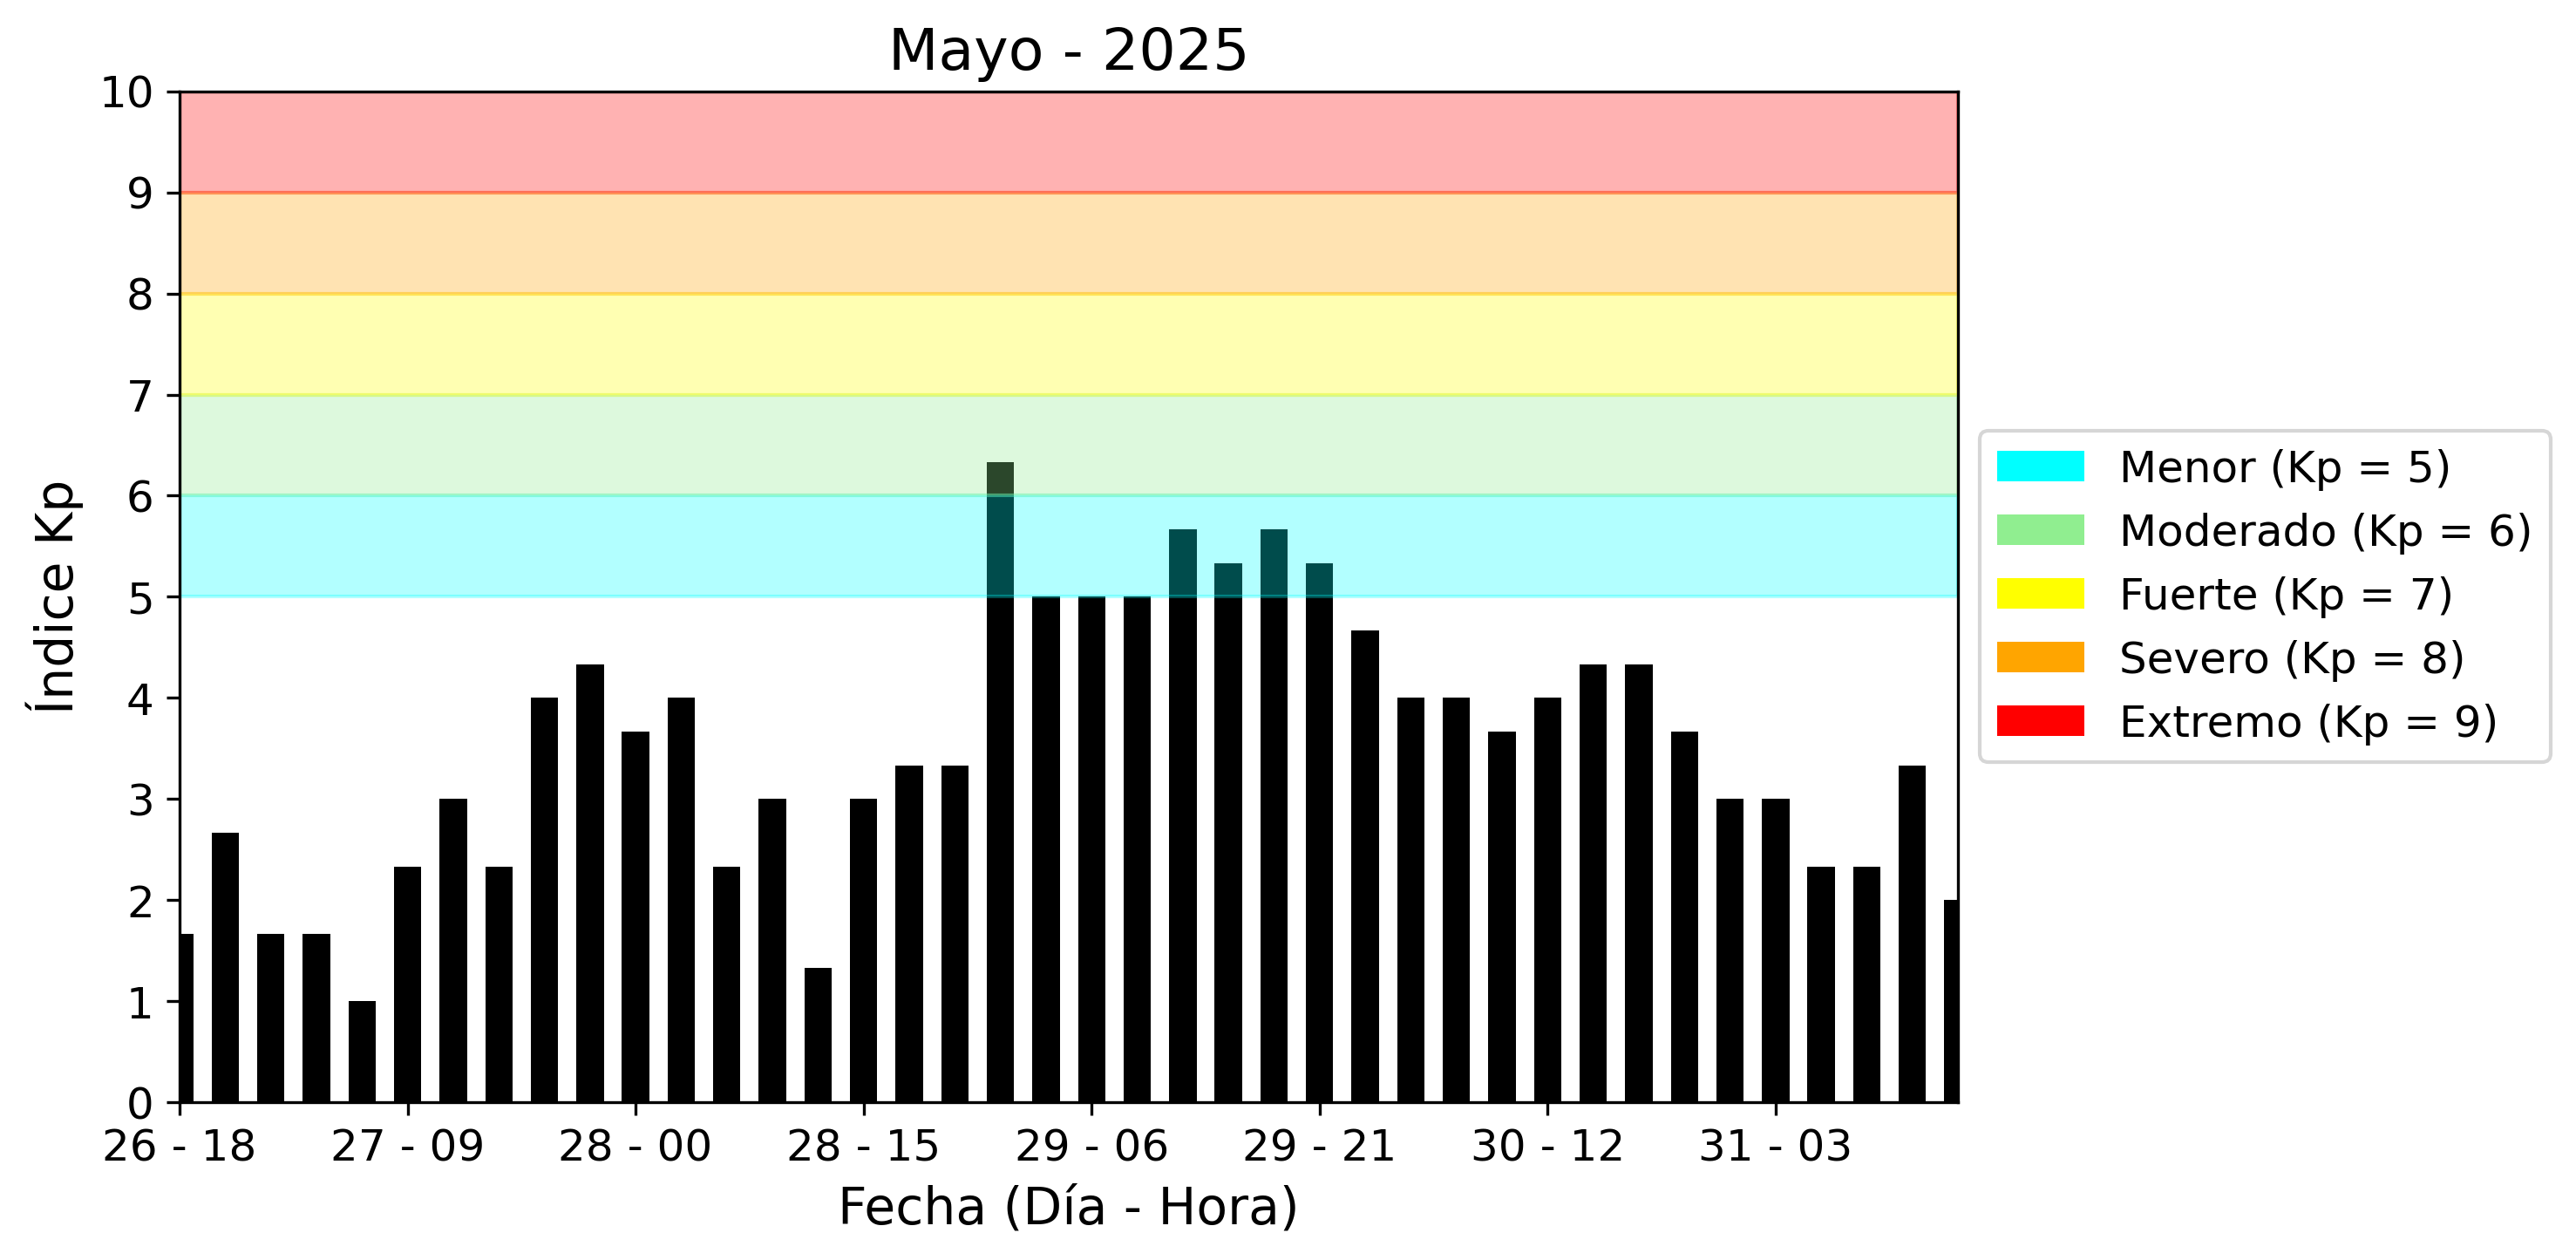 Mayo - 2025
10
9
8
7
6
5
4
3
2
1
0
Índice Kp
26 - 18
27 - 09
28 - 00
28 - 15
29 - 06
29 - 21
30 - 12
31 - 03
Fecha (Día - Hora)
Menor (Kp = 5)
Moderado (Kp = 6)
Fuerte (Kp = 7)
Severo (Kp = 8)
Extremo (Kp = 9)